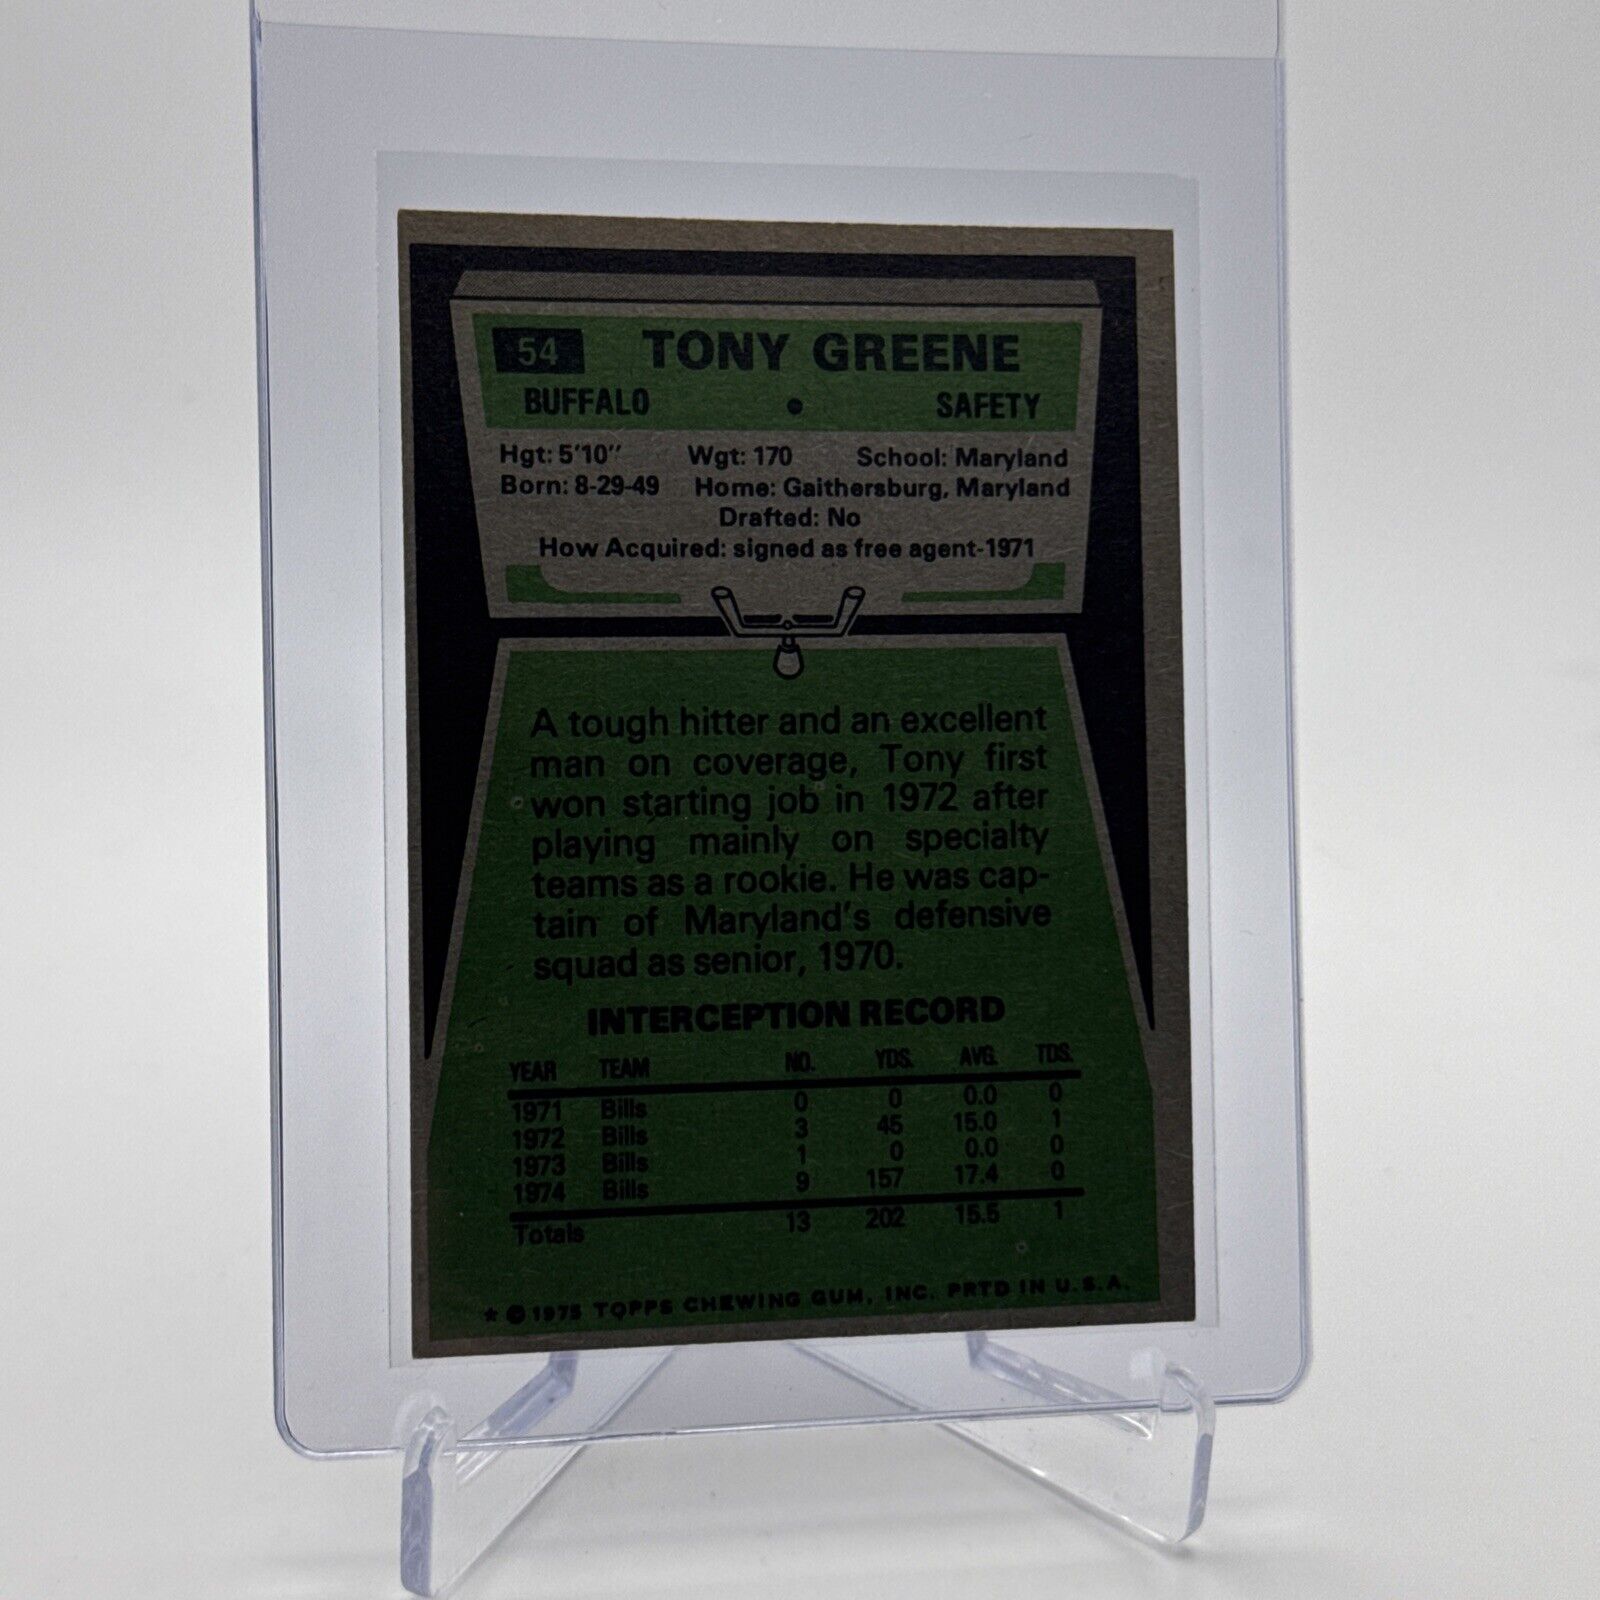 54 TONY GREENE
BUFFALO • SAFETY
Hgt: 5'10" Wgt: 170 School: Maryland
Born: 8-29-49 Home: Gaithersburg, Maryland
Drafted: No
How Acquired: signed as free agent-1971
A tough hitter and an excellent
man on coverage, Tony first
won starting job in 1972 after
playing mainly on specialty
teams as a rookie. He was cap-
tain of Maryland's defensive
squad as senior, 1970.
INTERCEPTION RECORD
YEAR TEAM NO. YDS. AVG. TDS.
1971 Bills 0 0 0.0 0
1972 Bills 3 45 15.0 1
1973 Bills 1 0 0.0 0
1974 Bills 9 157 17.4 0
Totals 13 202 15.5 1
* © 1975 TOPPS CHEWING GUM, INC. PRTD IN U.S.A.